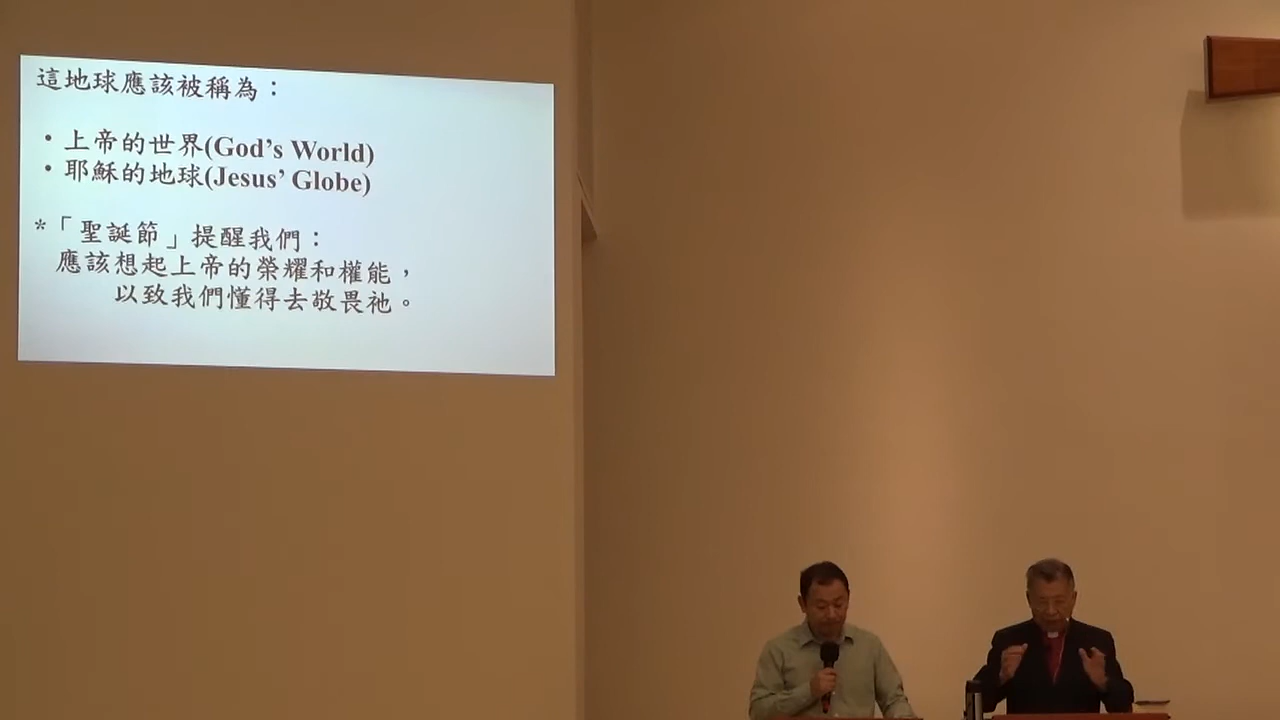 這地球應該被稱為：
•上帝的世界(God’s World)
•耶穌的地球(Jesus’ Globe)
*「聖誕節」提醒我們：
應該想起上帝的榮耀和權能，
以致我們懂得去敬畏祂。